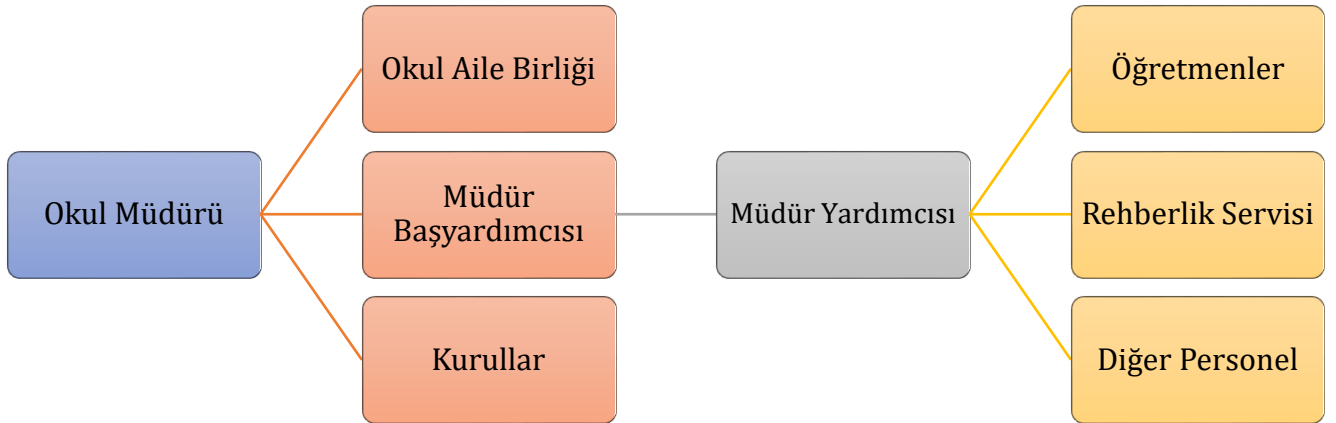 Okul Müdürü
Okul Aile Birliği
Müdür
Başyardımcısı
Kurullar
Müdür Yardımcısı
Öğretmenler
Rehberlik Servisi
Diğer Personel